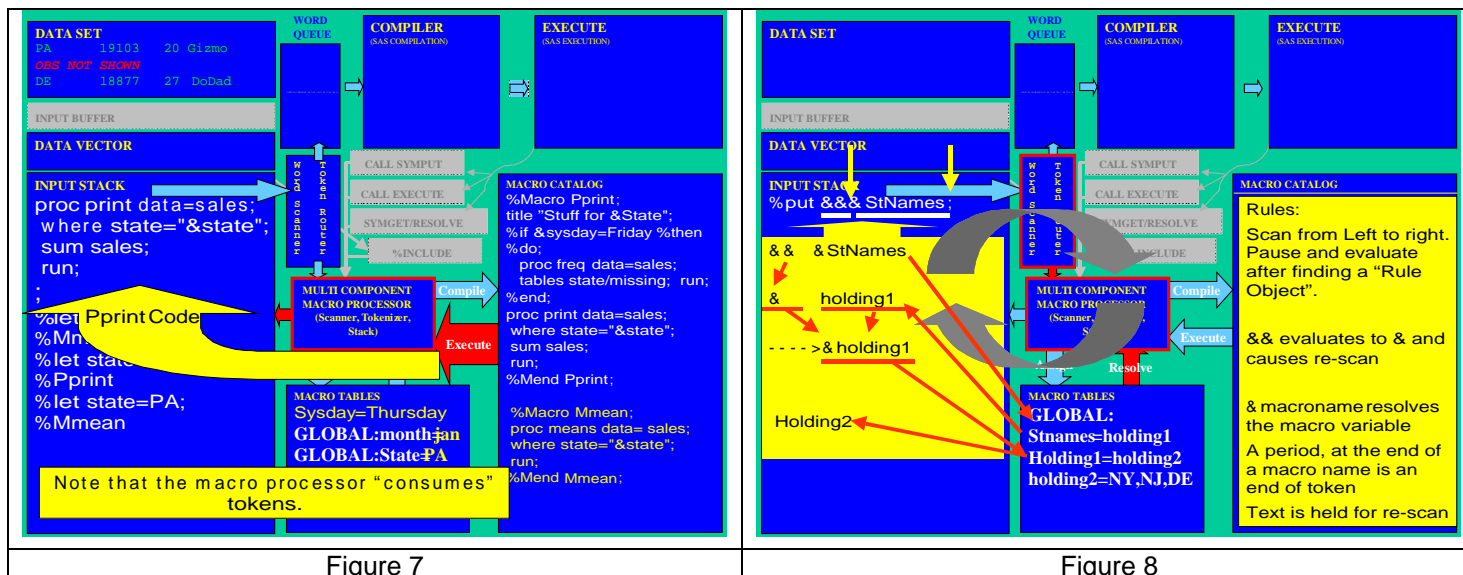 DATA SET
PA 19103 20 Gizmo
OBS NOT SHOWN
DE 18877 27 DoDad
WORD
QUEUE
COMPILER
(SAS COMPILATION)
EXECUTE
(SAS EXECUTION)
INPUT BUFFER
DATA VECTOR
INPUT STACK
proc print data=sales;
where state="&state";
sum sales;
run;
;
%let
%Mm
%let state
%Pprint
%let state=PA;
%Mmean
Pprint Code
Word Scanner
Token Router
CALL SYMPUT
CALL EXECUTE
SYMGET/RESOLVE
%INCLUDE
MULTI COMPONENT
MACRO PROCESSOR
(Scanner, Tokenizer,
Stack)
Compile
Execute
MACRO CATALOG
%Macro Pprint;
title "Stuff for &State";
%if &sysday=Friday %then
%do;
proc freq data=sales;
tables state/missing; run;
%end;
proc print data=sales;
where state="&state";
sum sales;
run;
%Mend Pprint;
%Macro Mmean;
proc means data= sales;
where state="&state";
run;
%Mend Mmean;
MACRO TABLES
Sysday=Thursday
GLOBAL:month=jan
GLOBAL:State=PA
Note that the macro processor "consumes"
tokens.
Figure 7
DATA SET
WORD
QUEUE
COMPILER
(SAS COMPILATION)
EXECUTE
(SAS EXECUTION)
INPUT BUFFER
DATA VECTOR
INPUT STACK
%put &&& StNames;
&& &StNames
& holding1
---->& holding1
Holding2
Word Scanner
Token Router
CALL SYMPUT
CALL EXECUTE
SYMGET/RESOLVE
INCLUDE
MULTI COMPONENT
MACRO PROCESSOR
(Scanner,
Compile
Execute
Resolve
MACRO TABLES
GLOBAL:
Stnames=holding1
Holding1=holding2
holding2=NY,NJ,DE
MACRO CATALOG
Rules:
Scan from Left to right.
Pause and evaluate
after finding a "Rule
Object".
&& evaluates to & and
causes re-scan
& macroname resolves
the macro variable
A period, at the end of
a macro name is an
end of token
Text is held for re-scan
Figure 8